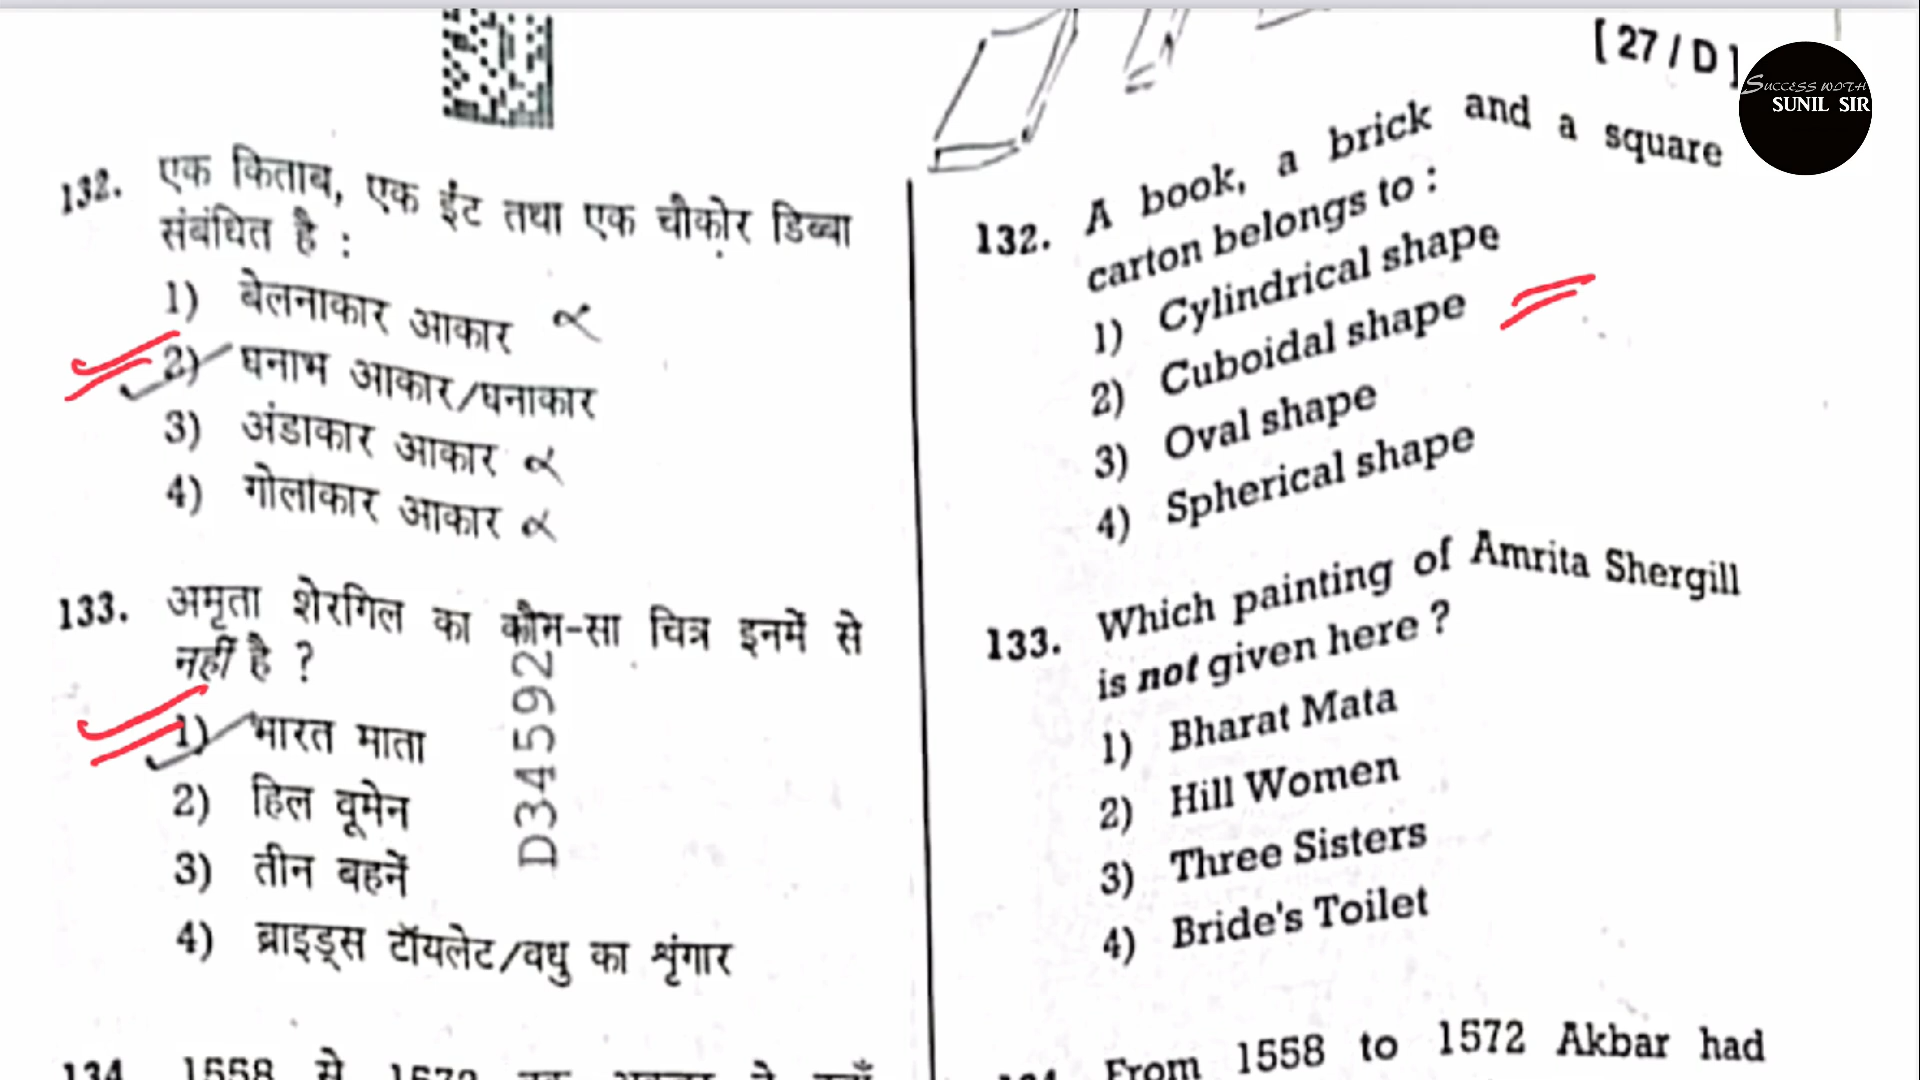 [ 27 / D ]
SUCCESS WITH
SUNIL SIR
132. एक किताब, एक ईंट तथा एक चौकोर डिब्बा
संबंधित है :
1) बेलनाकार आकार
2) घनाभ आकार/घनाकार
3) अंडाकार आकार
4) गोलाकार आकार
133. अमृता शेरगिल का कौन-सा चित्र इनमें से
नहीं है ?
1) भारत माता
2) हिल वूमेन
3) तीन बहनें
4) ब्राइड्स टॉयलेट/वधु का शृंगार
D345592
132. A book, a brick and a square
carton belongs to :
1) Cylindrical shape
2) Cuboidal shape
3) Oval shape
4) Spherical shape
133. Which painting of Amrita Shergill
is not given here ?
1) Bharat Mata
2) Hill Women
3) Three Sisters
4) Bride's Toilet
From 1558 to 1572 Akbar had